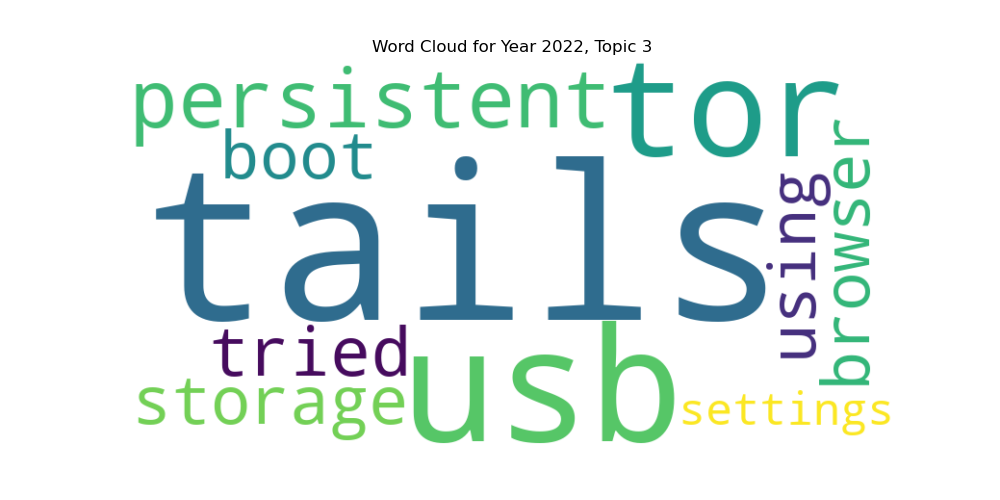 Word Cloud for Year 2022, Topic 3
persistent
tor
boot
tails
using
browser
tried
usb
storage
settings